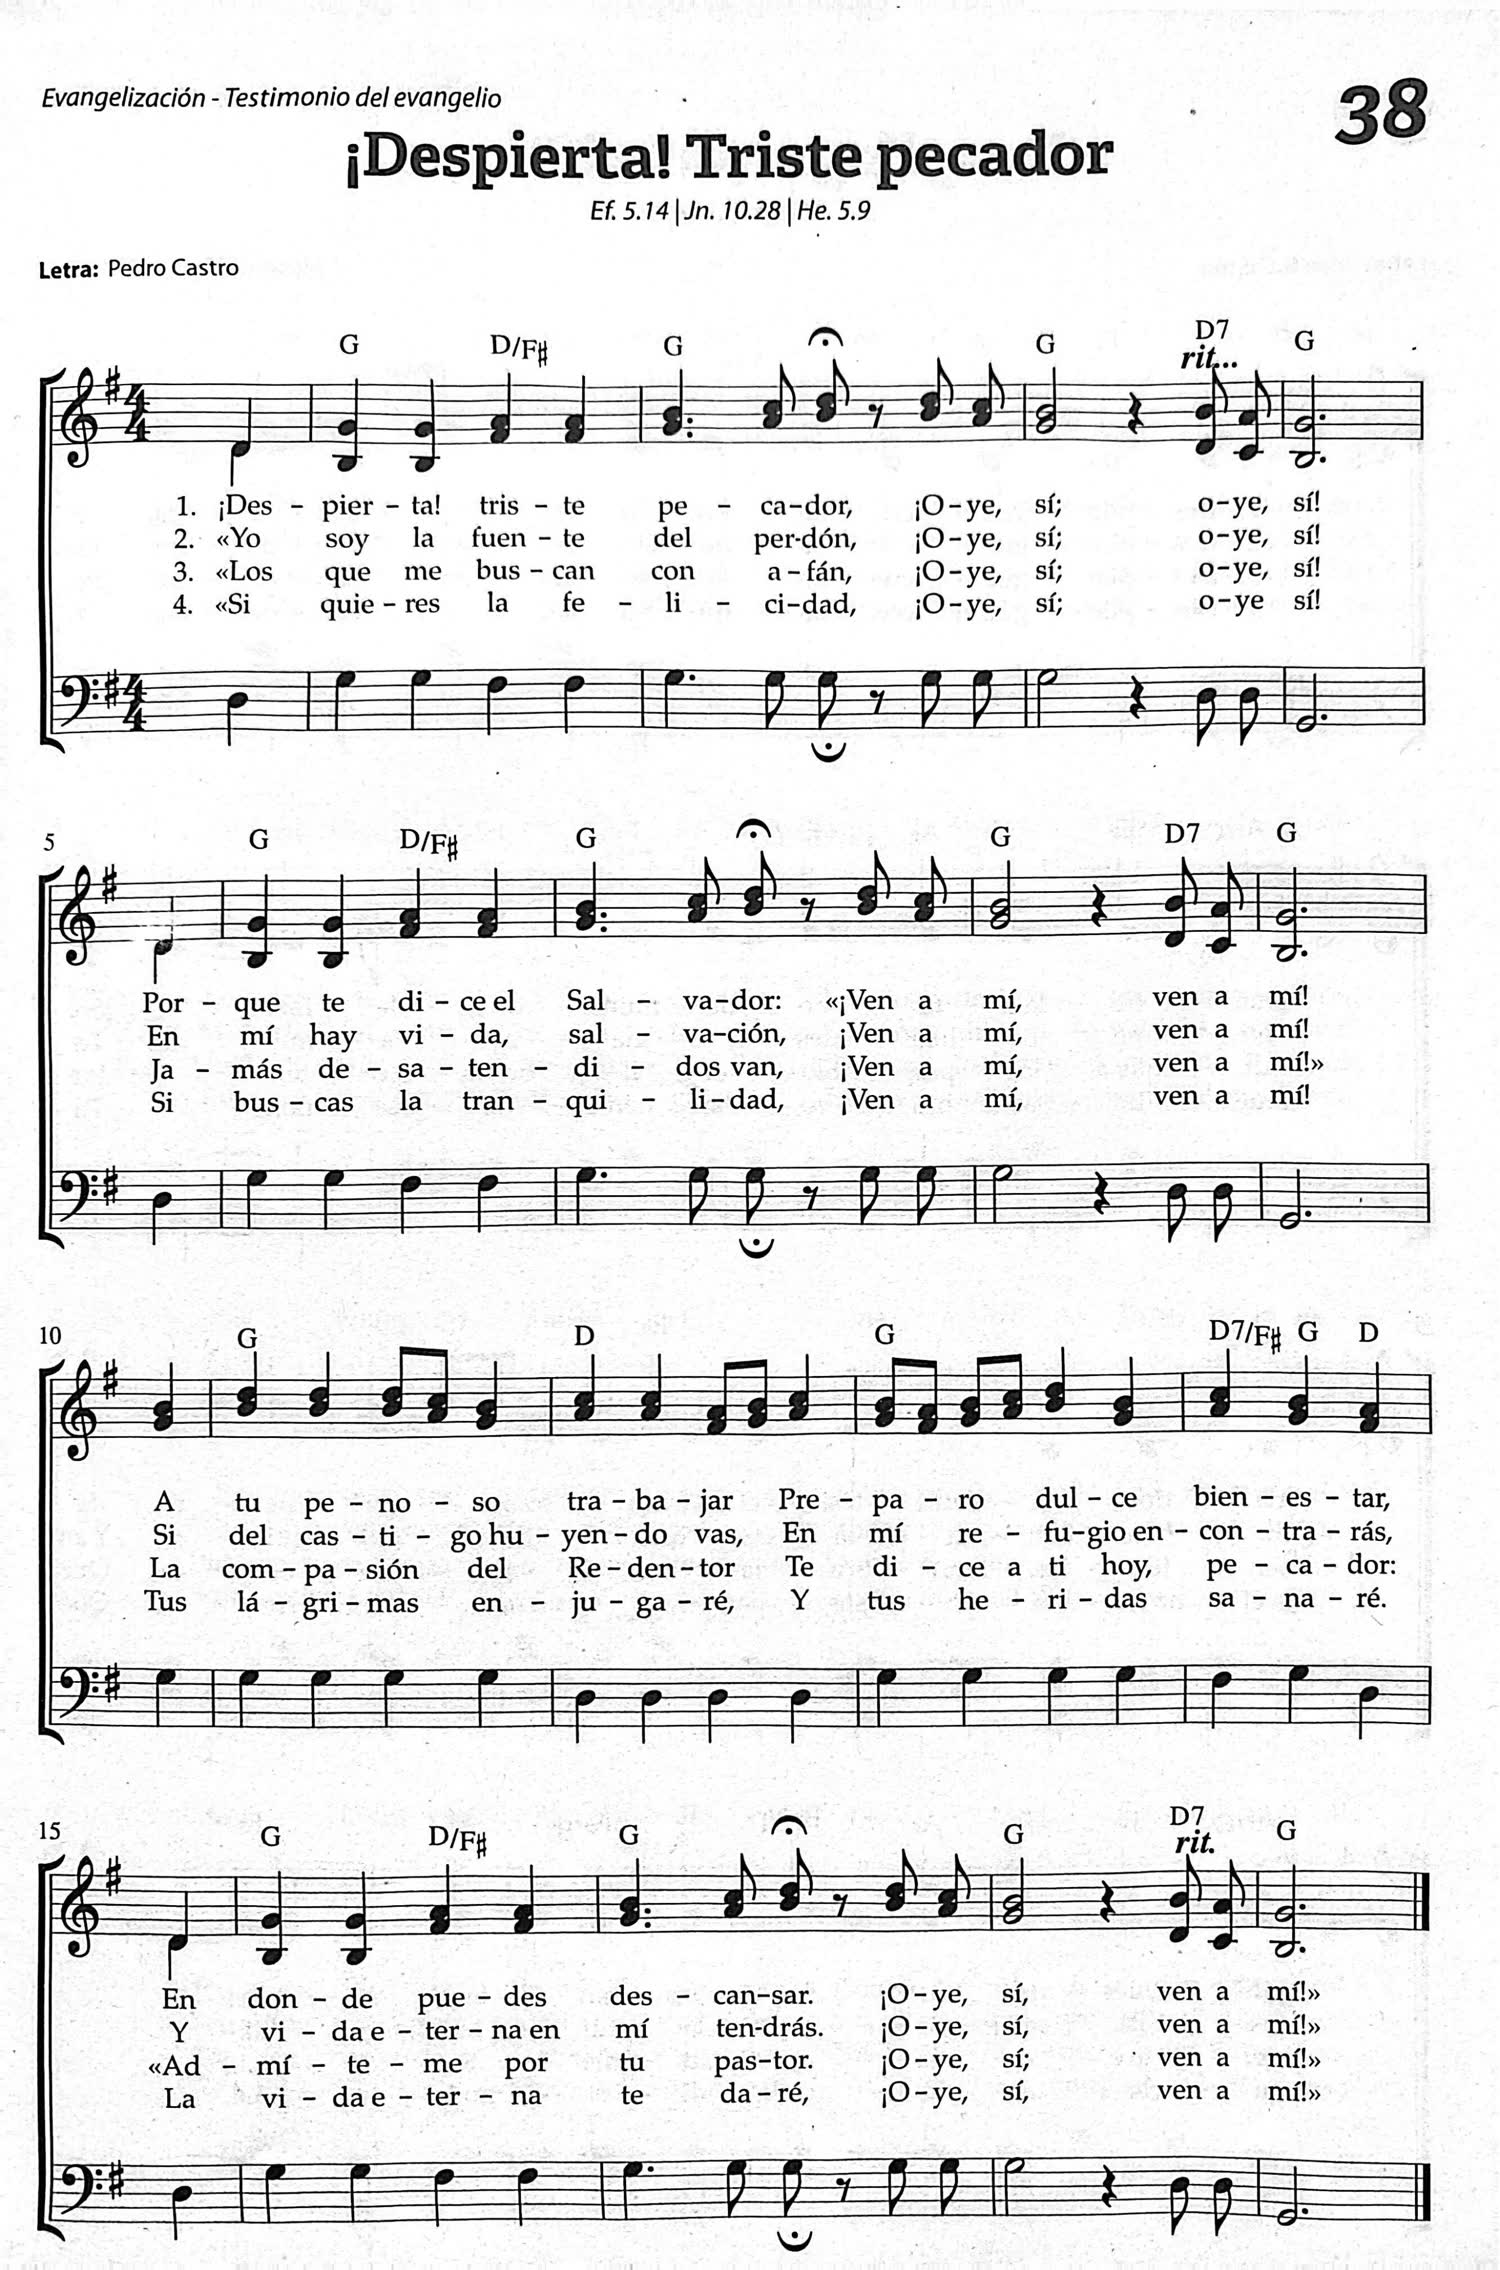 Evangelización - Testimonio del evangelio
38
¡Despierta! Triste pecador
Ef. 5.14 | Jn. 10.28 | He. 5.9
Letra: Pedro Castro
G D/F# G G D7 G
rit...
1. ¡Des - pier - ta! tris - te pe - ca-dor, ¡O-ye, sí; o-ye, sí!
2. «Yo soy la fuen - te del per-dón, ¡O-ye, sí; o-ye, sí!
3. «Los que me bus - can con a-fán, ¡O-ye, sí; o-ye, sí!
4. «Si quie - res la fe - li - ci-dad, ¡O-ye, sí; o-ye sí!
5
G D/F# G G D7 G
Por - que te di - ce el Sal - va-dor: «¡Ven a mí, ven a mí!
En mí hay vi - da, sal - va-ción, ¡Ven a mí, ven a mí!
Ja - más de - sa - ten - di - dos van, ¡Ven a mí, ven a mí!»
Si bus - cas la tran - qui - li-dad, ¡Ven a mí, ven a mí!
10
G D G D7/F# G D
A tu pe - no - so tra - ba - jar Pre - pa - ro dul - ce bien - es - tar,
Si del cas - ti - go hu - yen - do vas, En mí re - fu-gio en - con - tra - rás,
La com - pa - sión del Re - den - tor Te di - ce a ti hoy, pe - ca - dor:
Tus lá - gri - mas en - ju - ga - ré, Y tus he - ri - das sa - na - ré.
15
G D/F# G G D7 G
rit.
En don - de pue - des des - can-sar. ¡O-ye, sí, ven a mí!»
Y vi - da e - ter - na en mí ten-drás. ¡O-ye, sí, ven a mí!»
«Ad - mí - te - me por tu pas-tor. ¡O-ye, sí; ven a mí!»
La vi - da e - ter - na te da-ré, ¡O-ye, sí, ven a mí!»